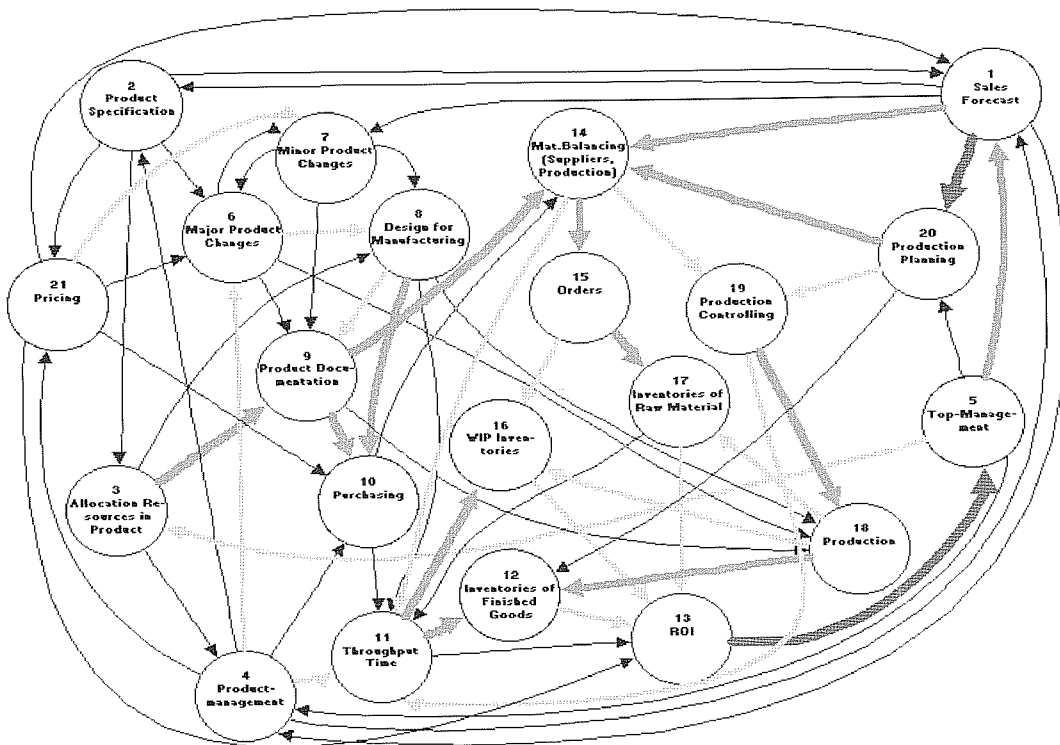 1
Sales
Forecast
2
Product
Specification
7
Minor Product
Changes
14
Mat.Balancing
(Suppliers,
Production)
6
Major Product
Changes
8
Design for
Manufacturing
20
Production
Planning
21
Pricing
15
Orders
19
Production
Controlling
9
Product Docu-
mentation
17
Inventories of
Raw Material
5
Top-Manage-
ment
16
WIP Inven-
tories
3
Allocation Re-
sources in
Product
10
Purchasing
18
Production
12
Inventories of
Finished
Goods
13
ROI
11
Throughput
Time
4
Product-
management